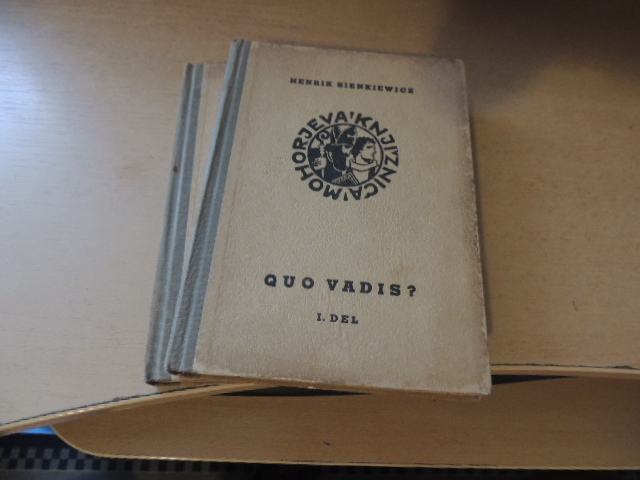 HENRIK SIENKIEWICZ
MOHORJEVA KNJIŽNICA
QUO VADIS?
I. DEL